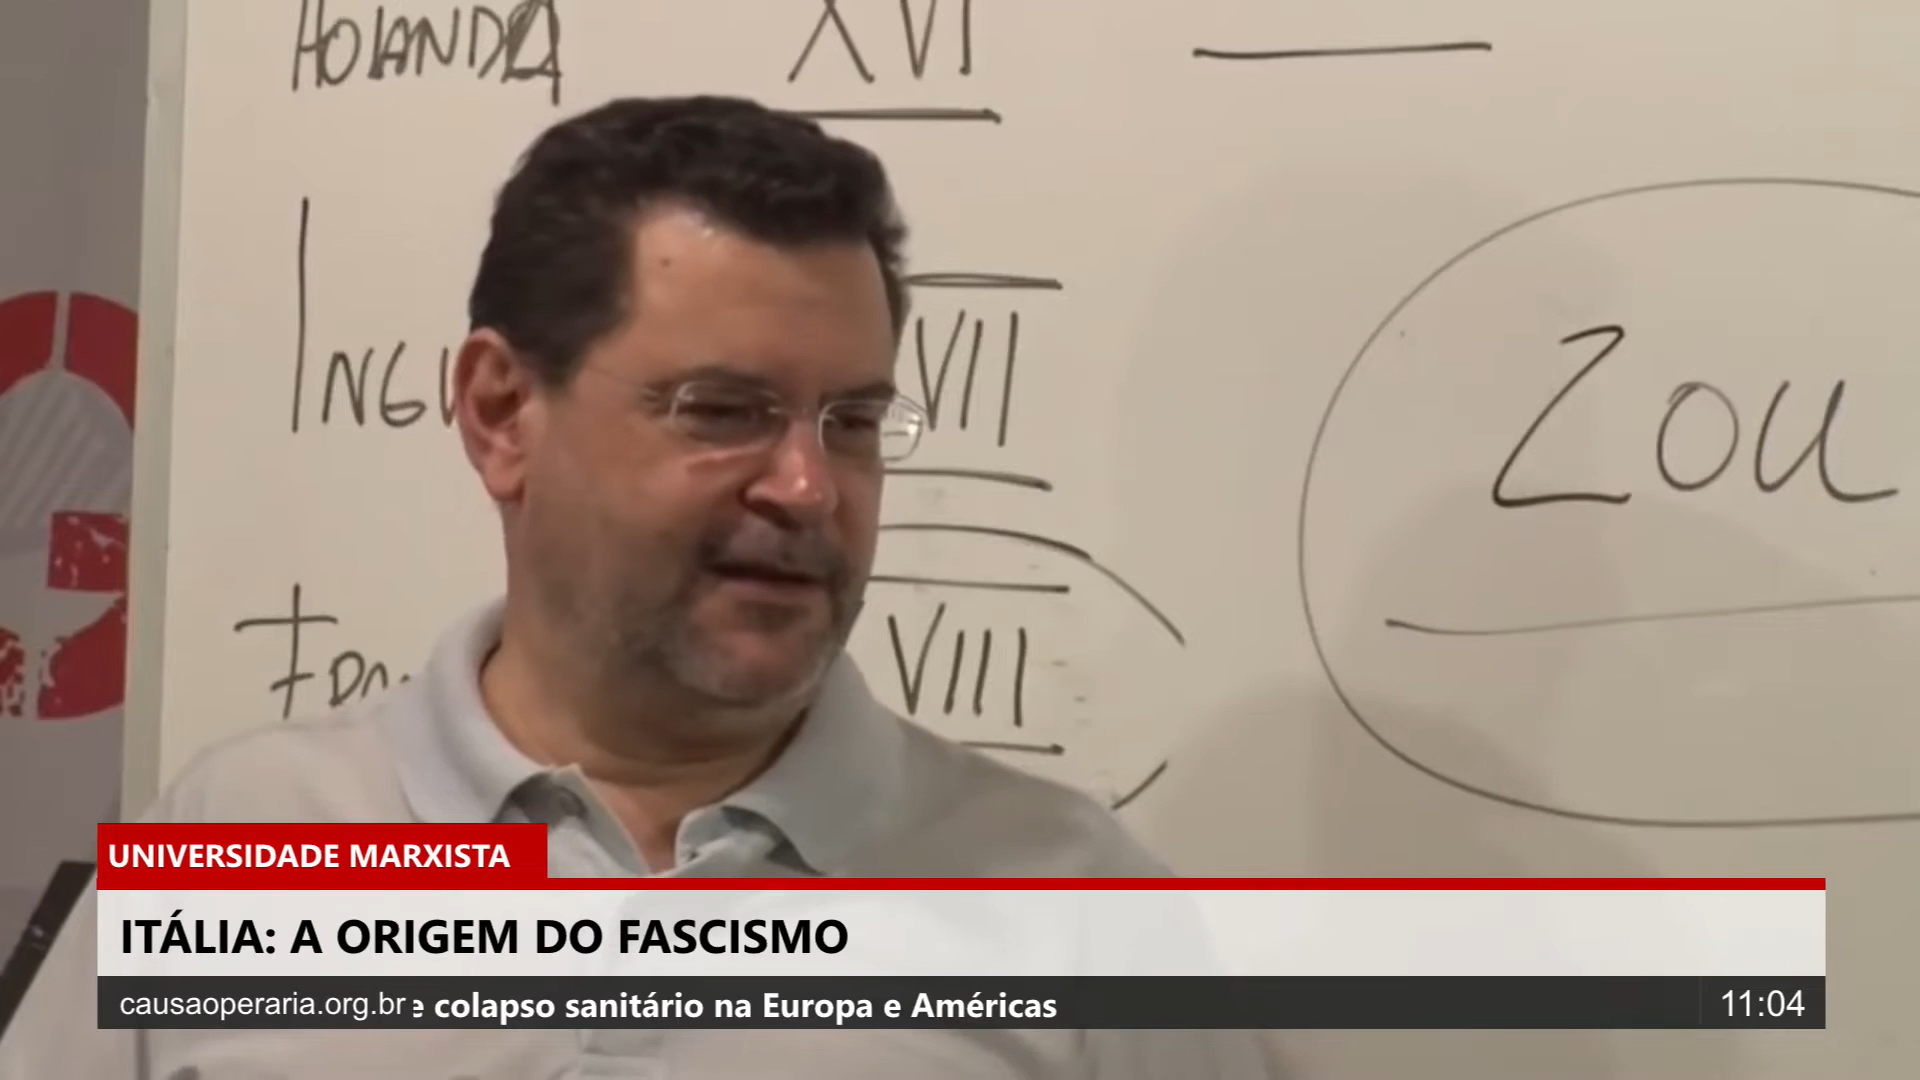 HOLANDA XVI
INGL VII
FRA VIII
ZOU
UNIVERSIDADE MARXISTA
ITÁLIA: A ORIGEM DO FASCISMO
causaoperaria.org.br e colapso sanitário na Europa e Américas 11:04